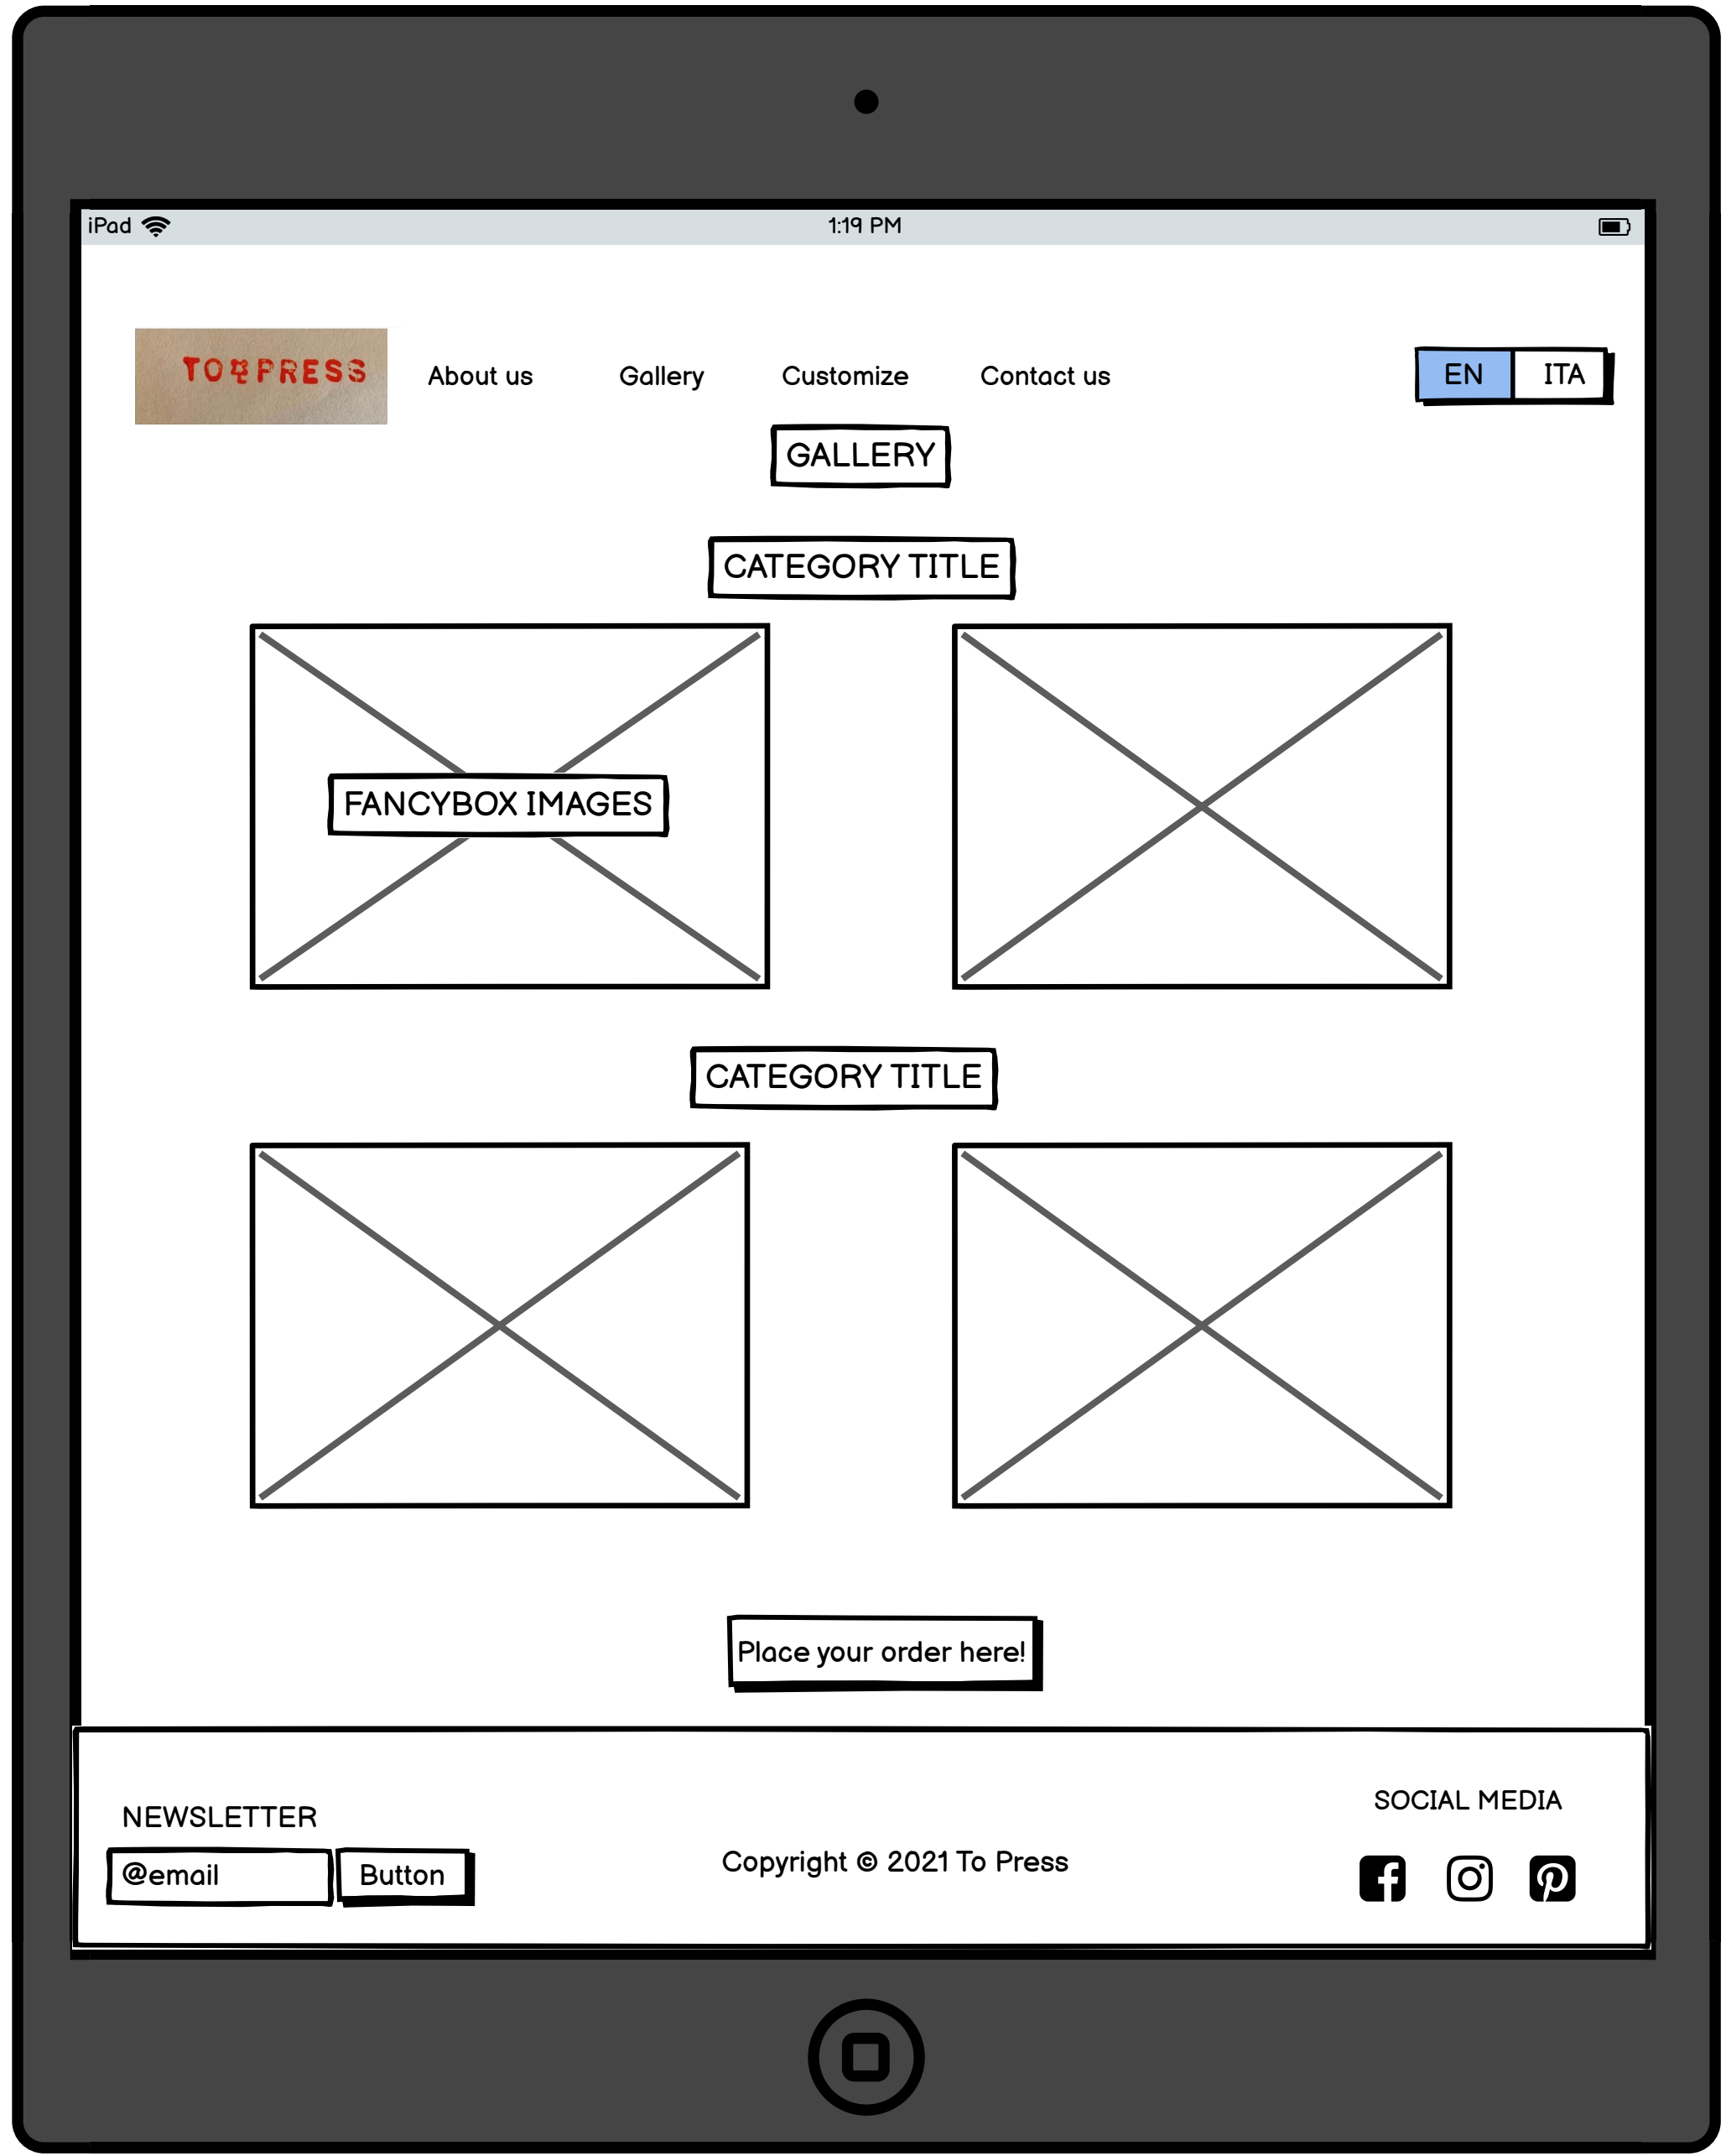 iPad
1:19 PM
TO PRESS
About us
Gallery
Customize
Contact us
EN
ITA
GALLERY
CATEGORY TITLE
FANCYBOX IMAGES
CATEGORY TITLE
Place your order here!
NEWSLETTER
@email
Button
Copyright © 2021 To Press
SOCIAL MEDIA